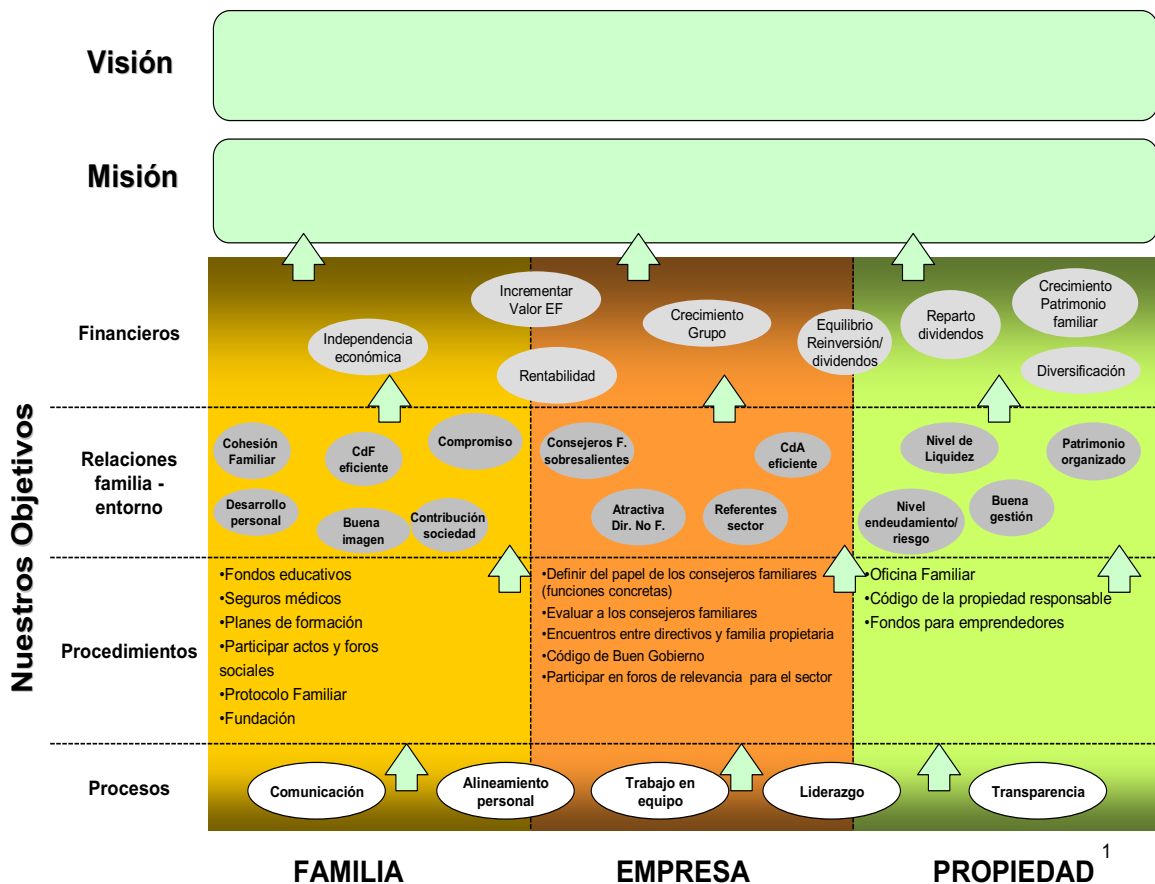 Visión
Misión
Nuestros Objetivos
Financieros
Independencia
económica
Incrementar
Valor EF
Rentabilidad
Crecimiento
Grupo
Equilibrio
Reinversión/
dividendos
Reparto
dividendos
Crecimiento
Patrimonio
familiar
Diversificación
Relaciones
familia -
entorno
Cohesión
Familiar
CdF
eficiente
Compromiso
Desarrollo
personal
Buena
imagen
Contribución
sociedad
Consejeros F.
sobresalientes
CdA
eficiente
Atractiva
Dir. No F.
Referentes
sector
Nivel de
Liquidez
Patrimonio
organizado
Nivel
endeudamiento/
riesgo
Buena
gestión
Procedimientos
•Fondos educativos
•Seguros médicos
•Planes de formación
•Participar actos y foros
sociales
•Protocolo Familiar
•Fundación
•Definir del papel de los consejeros familiares
(funciones concretas)
•Evaluar a los consejeros familiares
•Encuentros entre directivos y familia propietaria
•Código de Buen Gobierno
•Participar en foros de relevancia para el sector
•Oficina Familiar
•Código de la propiedad responsable
•Fondos para emprendedores
Procesos
Comunicación
Alineamiento
personal
Trabajo en
equipo
Liderazgo
Transparencia
FAMILIA
EMPRESA
PROPIEDAD
1